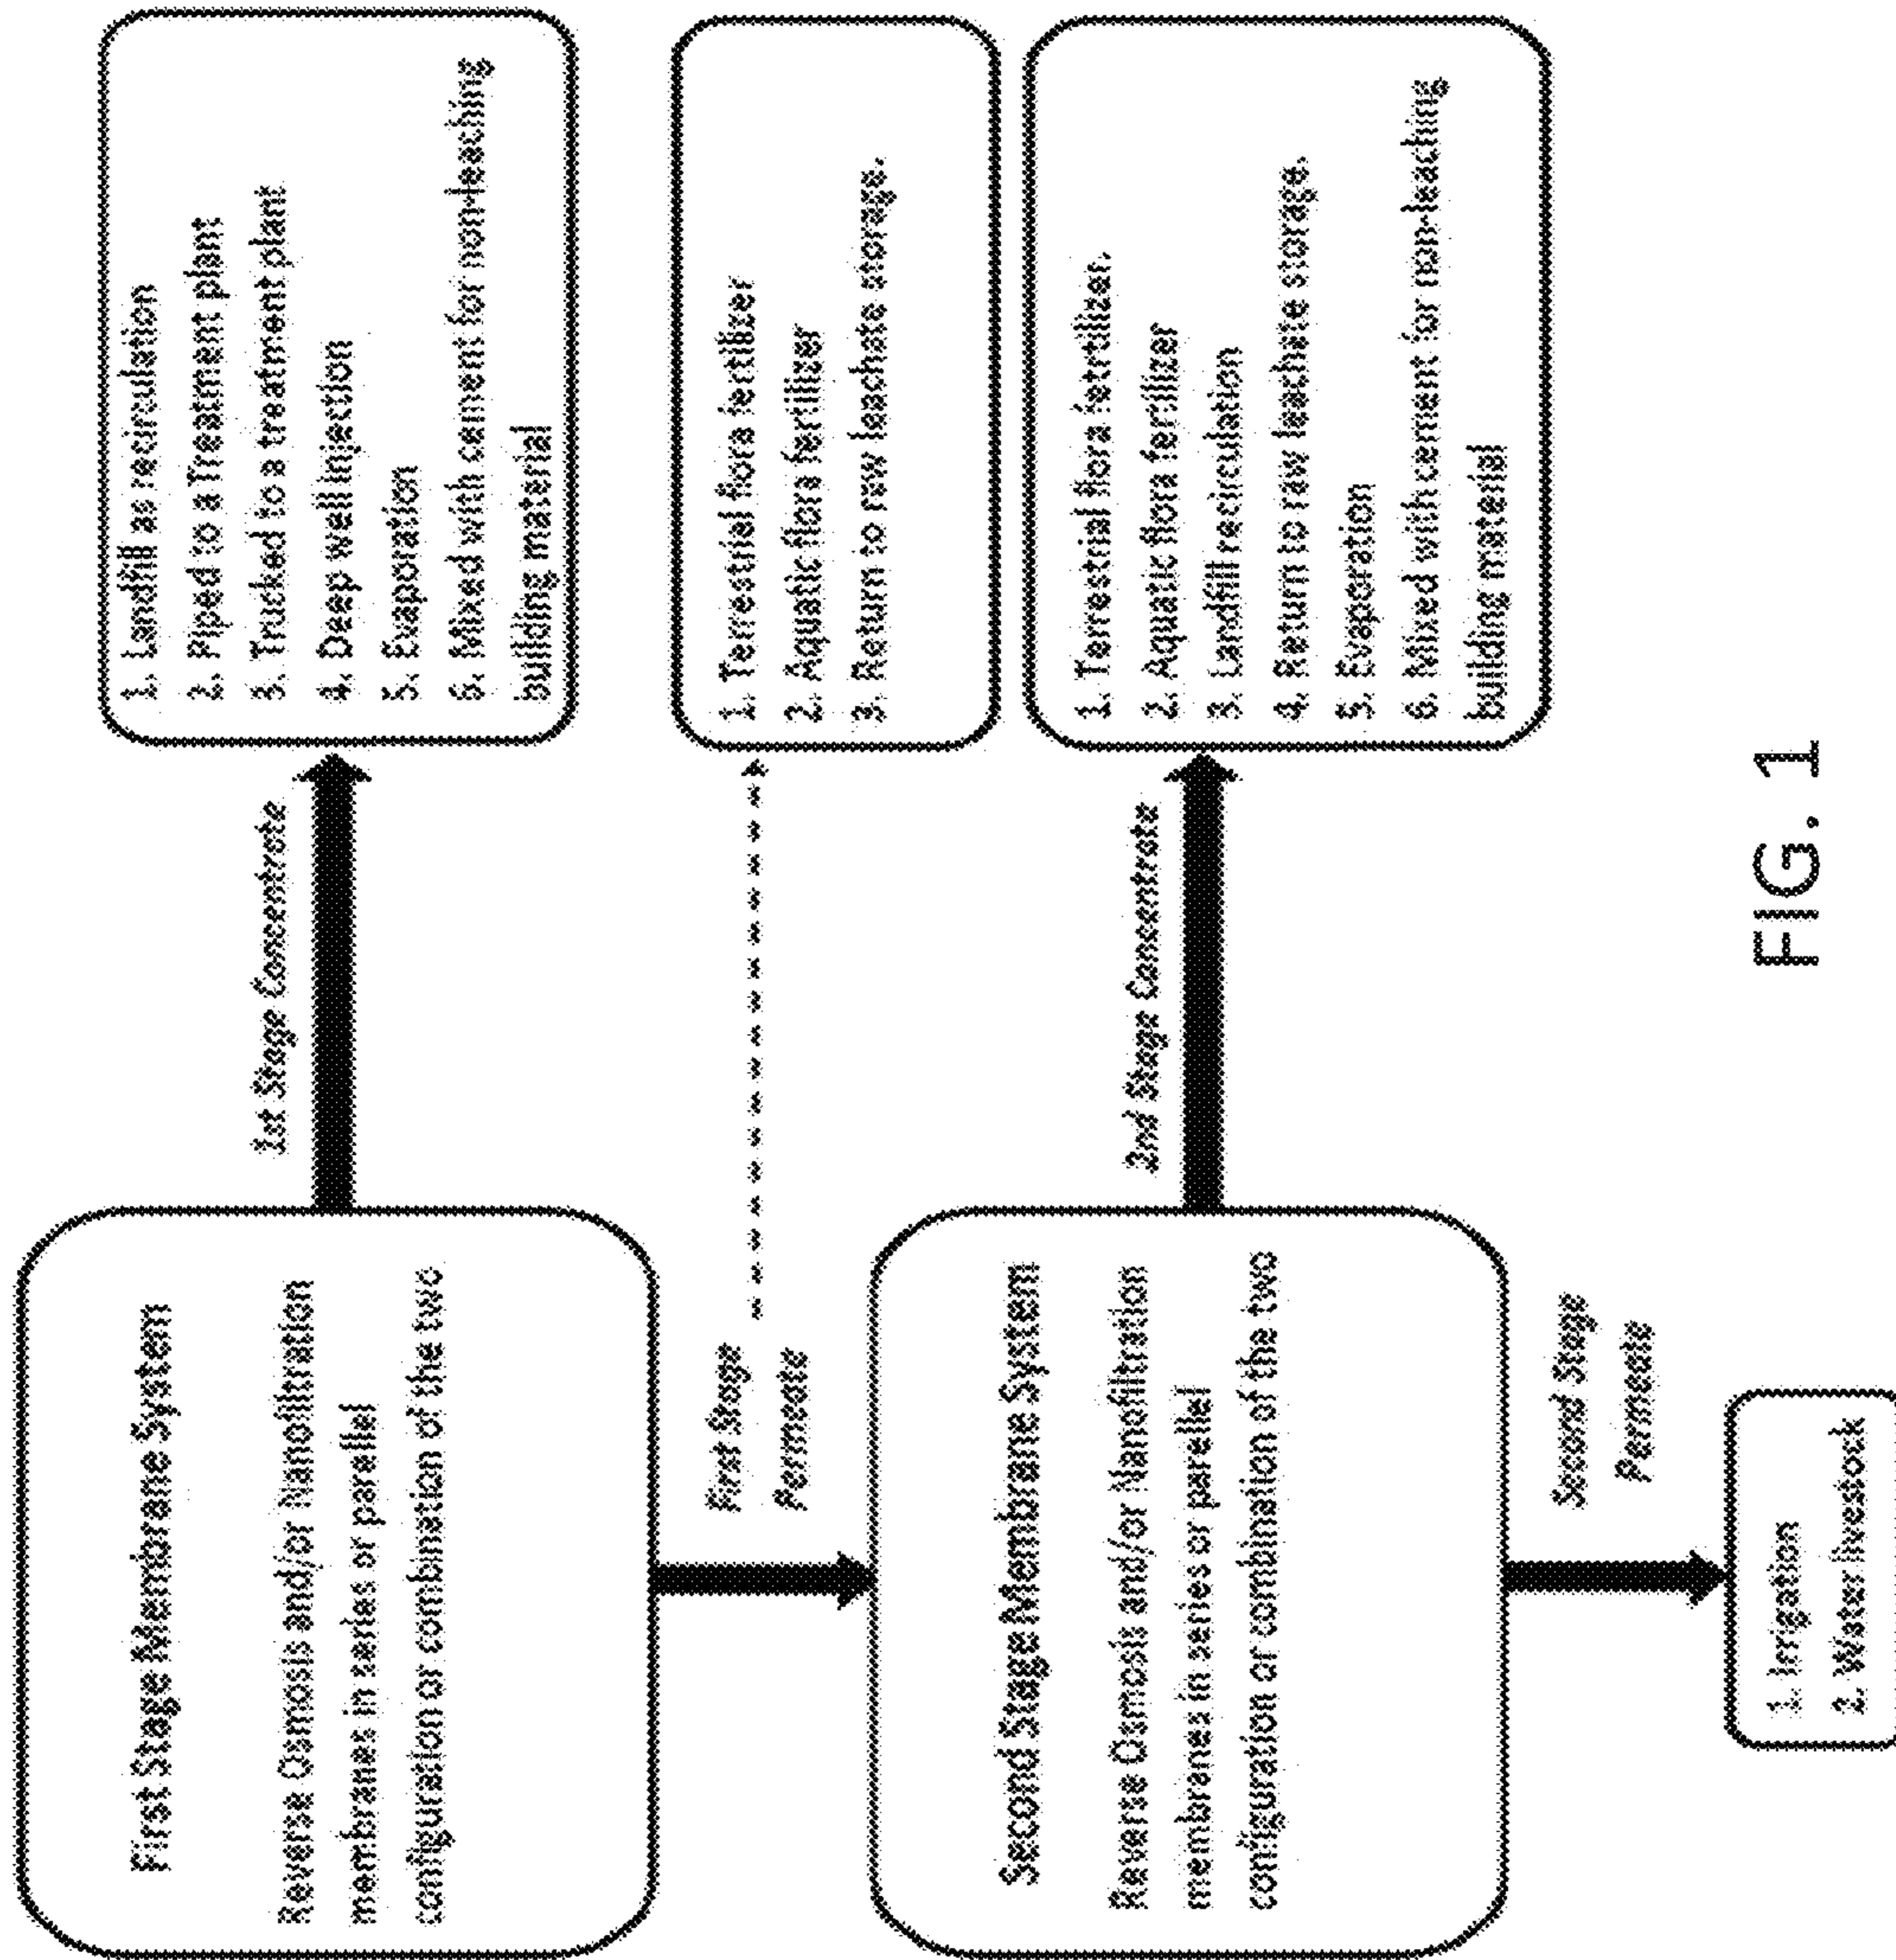 First Stage Membrane System
Reverse Osmosis and/or Nanofiltration
membranes in series or parellel
configuration or combination of the two
1st Stage Concentrate
1. Landfill as recirculation
2. Piped to a Treatment plant
3. Trucked to a treatment plant
4. Deep well injection
5. Evaporation
6. Mixed with cement for non-leaching
building material
First Stage
Permeate
1. Terrestrial flora fertilizer
2. Aquatic flora fertilizer
3. Return to raw leachate storage.
Second Stage Membrane System
Reverse Osmosis and/or Nanofiltration
membranes in series or parellel
configuration or combination of the two
2nd Stage Concentrate
1. Terrestrial flora fetrtilizer.
2. Aquatic flora fertilizer
3. Landfill recirculation
4. Return to raw leachate storage.
5. Evaporation
6. Mixed with cement for non-leaching
building material
Second Stage
Permeate
1. Irrigation
2. Water livestock
FIG. 1